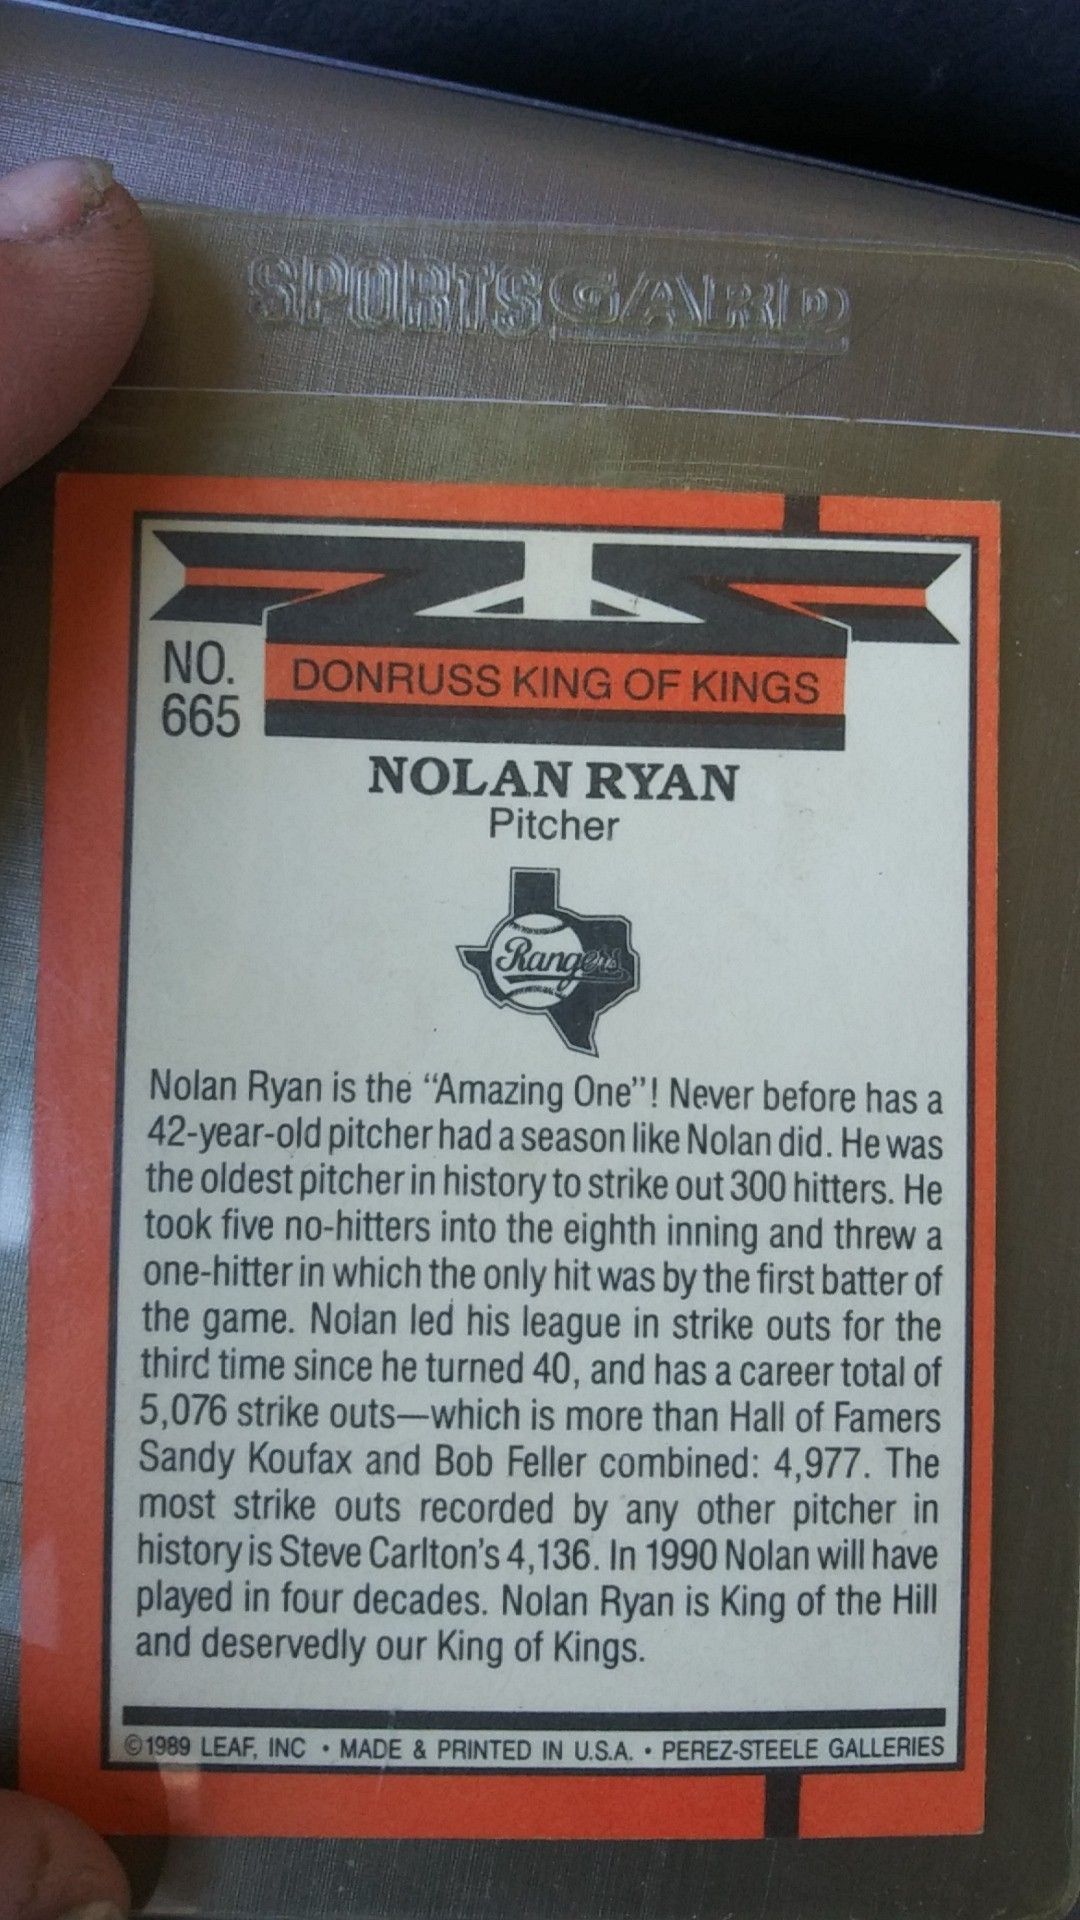 SPORTSGARD
NO.
665
DONRUSS KING OF KINGS
NOLAN RYAN
Pitcher
Rangers
Nolan Ryan is the “Amazing One”! Never before has a
42-year-old pitcher had a season like Nolan did. He was
the oldest pitcher in history to strike out 300 hitters. He
took five no-hitters into the eighth inning and threw a
one-hitter in which the only hit was by the first batter of
the game. Nolan led his league in strike outs for the
third time since he turned 40, and has a career total of
5,076 strike outs—which is more than Hall of Famers
Sandy Koufax and Bob Feller combined: 4,977. The
most strike outs recorded by any other pitcher in
history is Steve Carlton's 4,136. In 1990 Nolan will have
played in four decades. Nolan Ryan is King of the Hill
and deservedly our King of Kings.
©1989 LEAF, INC • MADE & PRINTED IN U.S.A. • PEREZ-STEELE GALLERIES